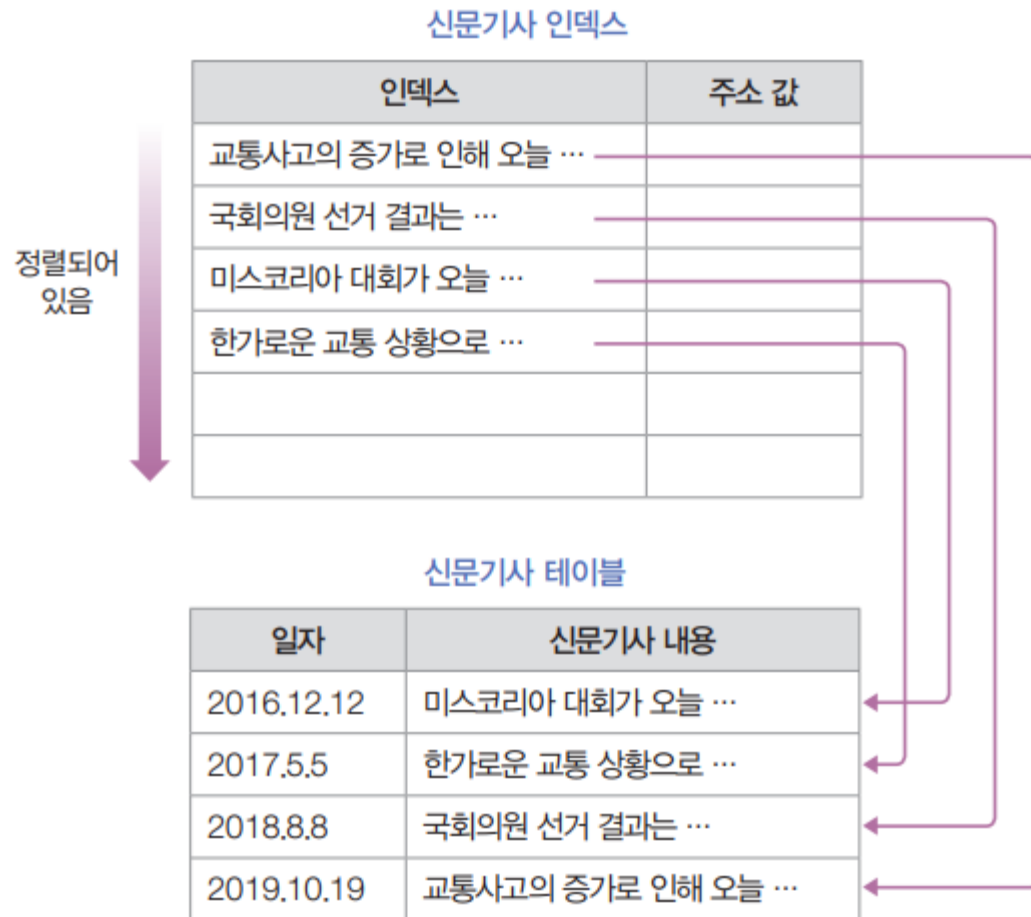 신문기사 인덱스
인덱스 주소 값
교통사고의 증가로 인해 오늘 …
국회의원 선거 결과는 …
미스코리아 대회가 오늘 …
한가로운 교통 상황으로 …
정렬되어
있음
신문기사 테이블
일자 신문기사 내용
2016.12.12 미스코리아 대회가 오늘 …
2017.5.5 한가로운 교통 상황으로 …
2018.8.8 국회의원 선거 결과는 …
2019.10.19 교통사고의 증가로 인해 오늘 …